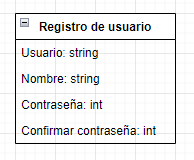 Registro de usuario
Usuario: string
Nombre: string
Contraseña: int
Confirmar contraseña: int